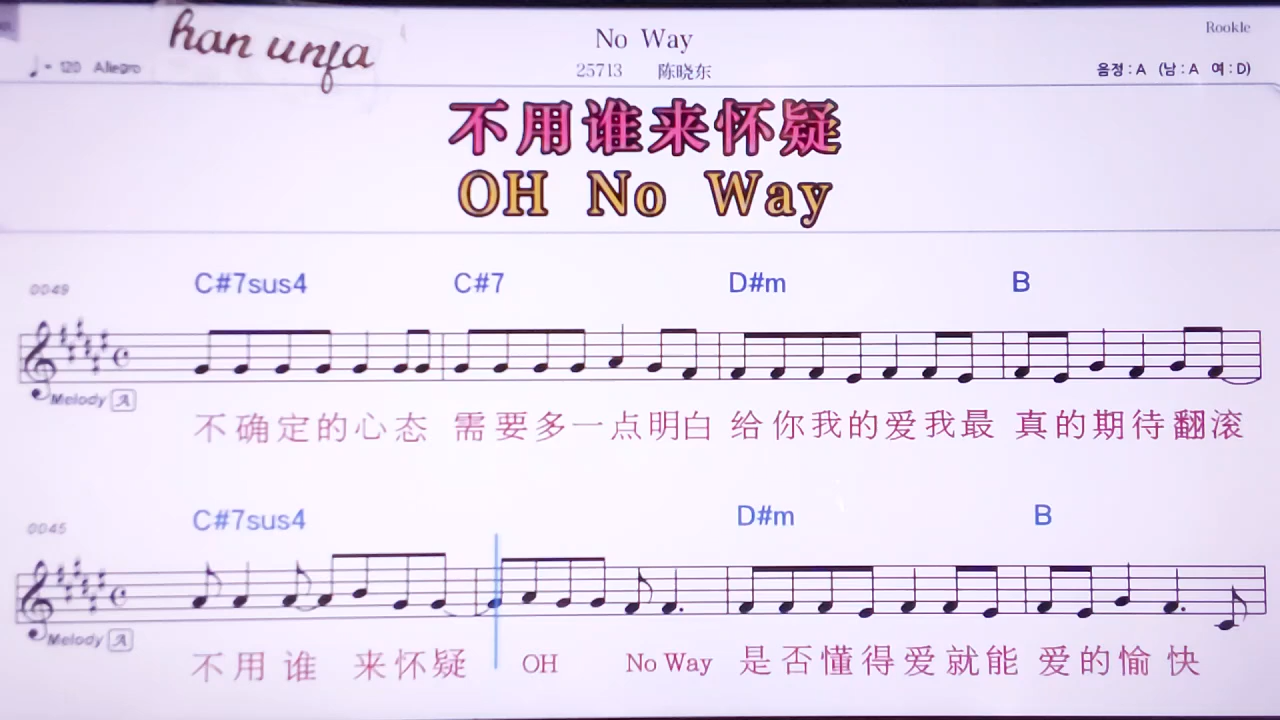 han unfa
No Way
Rookle
♩ = 120 Allegro
25713 陈晓东
음정 : A (남 : A 여 : D)
不用谁来怀疑
OH No Way
0049
C#7sus4 C#7 D#m B
Melody A
不确定的心态 需要多一点明白 给你我的爱我最 真的期待翻滚
0045
C#7sus4 D#m B
Melody A
不用谁 来怀疑 OH No Way 是否懂得爱就能 爱的愉快